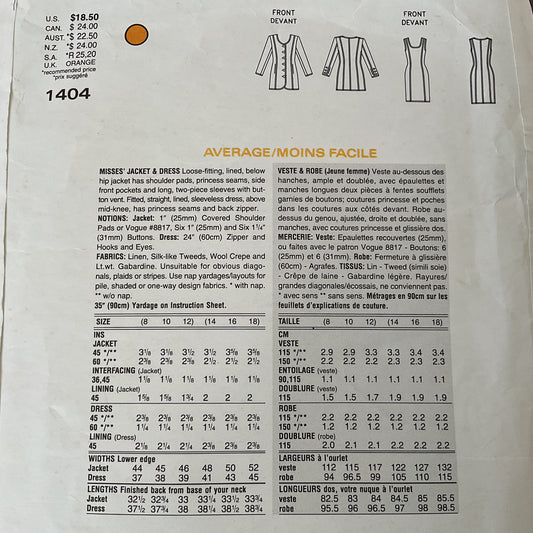 U.S. $18.50
CAN. $ 24.00
AUST. *$ 22.50
N.Z. *$ 24.00
S.A. *R 25,20
U.K. ORANGE
*recommended price
*prix suggéré
1404
FRONT
DEVANT
FRONT
DEVANT
AVERAGE/MOINS FACILE
MISSES' JACKET & DRESS Loose-fitting, lined, below
hip jacket has shoulder pads, princess seams, side
front pockets and long, two-piece sleeves with but-
ton vent. Fitted, straight, lined, sleeveless dress, above
mid-knee, has princess seams and back zipper.
NOTIONS: Jacket: 1" (25mm) Covered Shoulder
Pads or Vogue #8817, Six 1" (25mm) and Six 1¼"
(31mm) Buttons. Dress: 24" (60cm) Zipper and
Hooks and Eyes.
FABRICS: Linen, Silk-like Tweeds, Wool Crepe and
Lt.wt. Gabardine. Unsuitable for obvious diago-
nals, plaids or stripes. Use nap yardages/layouts for
pile, shaded or one-way design fabrics. * with nap.
** w/o nap.
35" (90cm) Yardage on Instruction Sheet.
SIZE (8 10 12) (14 16 18)
INS
JACKET
45 */** 3⅛ 3⅛ 3½ 3½ 3⅝ 3⅝
60 */** 2⅜ 2⅜ 2⅜ 2½ 2½ 2½
INTERFACING (Jacket)
36,45 1⅛ 1⅛ 1⅛ 1⅛ 1⅛ 1⅛
LINING (Jacket)
45 1⅝ 1⅝ 1¾ 2 2 2
DRESS
45 */** 2⅜ 2⅜ 2⅜ 2⅜ 2⅜ 2⅜
60 */** 1¼ 1¼ 1¼ 1¼ 1¼ 1¼
LINING (Dress)
45 2⅛ 2¼ 2¼ 2⅜ 2⅜ 2⅜
WIDTHS Lower edge
Jacket 44 45 46 48 50 52
Dress 37 38 39 41 43 45
LENGTHS Finished back from base of your neck
Jacket 32½ 32¾ 33 33¼ 33½ 33¾
Dress 37½ 37¾ 38 38¼ 38½ 38¾
VESTE & ROBE (Jeune femme) Veste au-dessous des
hanches, ample et doublée, avec épaulettes et
manches longues deux pièces à fentes soufflets
garnies de boutons; coutures princesse et poches
dans les coutures aux côtés devant. Robe au-
dessus du genou, ajustée, droite et doublée, sans
manches, avec coutures princesse et glissière dos.
MERCERIE: Veste: Epaulettes recouvertes (25mm),
ou faites avec le patron Vogue 8817 - Boutons: 6
(25mm) et 6 (31mm). Robe: Fermeture à glissière
(60cm) - Agrafes. TISSUS: Lin - Tweed (simili soie)
- Crêpe de laine - Gabardine légère. Rayures/
grandes diagonales/écossais, ne conviennent pas.
* avec sens ** sans sens. Métrages en 90cm sur les
feuillets d'explications de couture.
TAILLE (8 10 12) (14 16 18)
CM
VESTE
115 */** 2.9 2.9 3.3 3.3 3.4 3.4
150 */** 2.2 2.2 2.2 2.3 2.3 2.3
ENTOILAGE (veste)
90,115 1.1 1.1 1.1 1.1 1.1 1.1
DOUBLURE (veste)
115 1.5 1.5 1.7 1.9 1.9 1.9
ROBE
115 */** 2.2 2.2 2.2 2.2 2.2 2.2
150 */** 1.2 1.2 1.2 1.2 1.2 1.2
DOUBLURE (robe)
115 2.0 2.1 2.1 2.2 2.2 2.2
LARGEURS à l'ourlet
veste 112 115 117 122 127 132
robe 94 96.5 99 105 110 115
LONGUEURS dos, votre nuque à l'ourlet
veste 82.5 83 84 84.5 85 85.5
robe 95.5 96 96.5 97 98 98.5